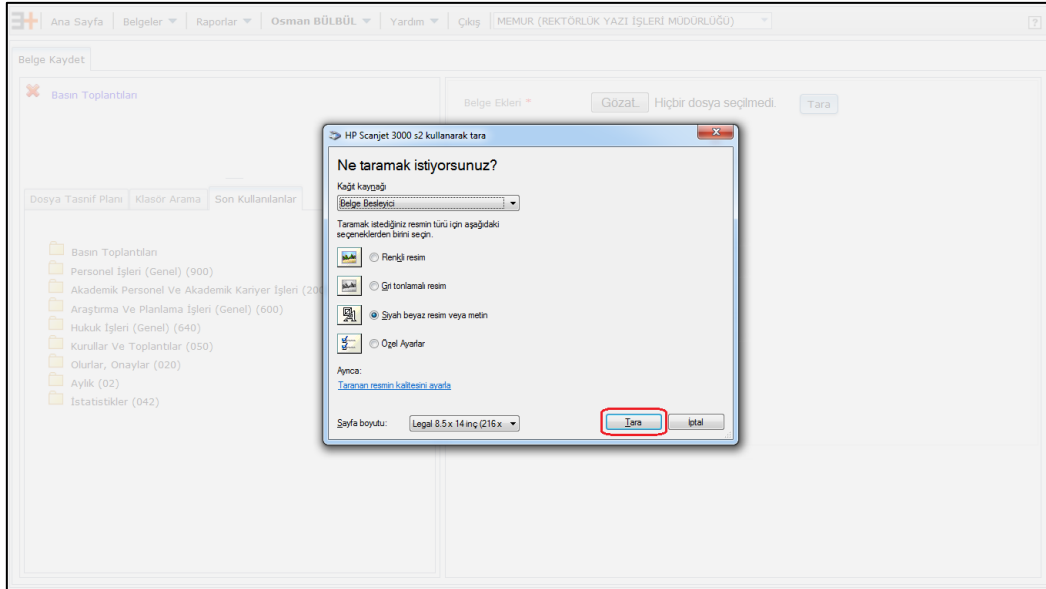 Ana Sayfa Belgeler Raporlar Osman BÜLBÜL Yardım Çıkış MEMUR (REKTÖRLÜK YAZI İŞLERİ MÜDÜRLÜĞÜ) ?
Belge Kaydet
Basın Toplantıları
Belge Ekleri * Gözat.. Hiçbir dosya seçilmedi. Tara
HP Scanjet 3000 s2 kullanarak tara
Ne taramak istiyorsunuz?
Kağıt kaynağı
Belge Besleyici
Taramak istediğiniz resmin türü için aşağıdaki
seçeneklerden birini seçin.
Renkli resim
Gri tonlamalı resim
Siyah beyaz resim veya metin
Özel Ayarlar
Ayrıca:
Taranan resmin kalitesini ayarla
Sayfa boyutu: Legal 8.5 x 14 inç (216 x Tara İptal
Dosya Tasnif Planı Klasör Arama Son Kullanılanlar
Basın Toplantıları
Personel İşleri (Genel) (900)
Akademik Personel Ve Akademik Kariyer İşleri (200
Araştırma Ve Planlama İşleri (Genel) (600)
Hukuk İşleri (Genel) (640)
Kurullar Ve Toplantılar (050)
Olurlar, Onaylar (020)
Aylık (02)
İstatistikler (042)